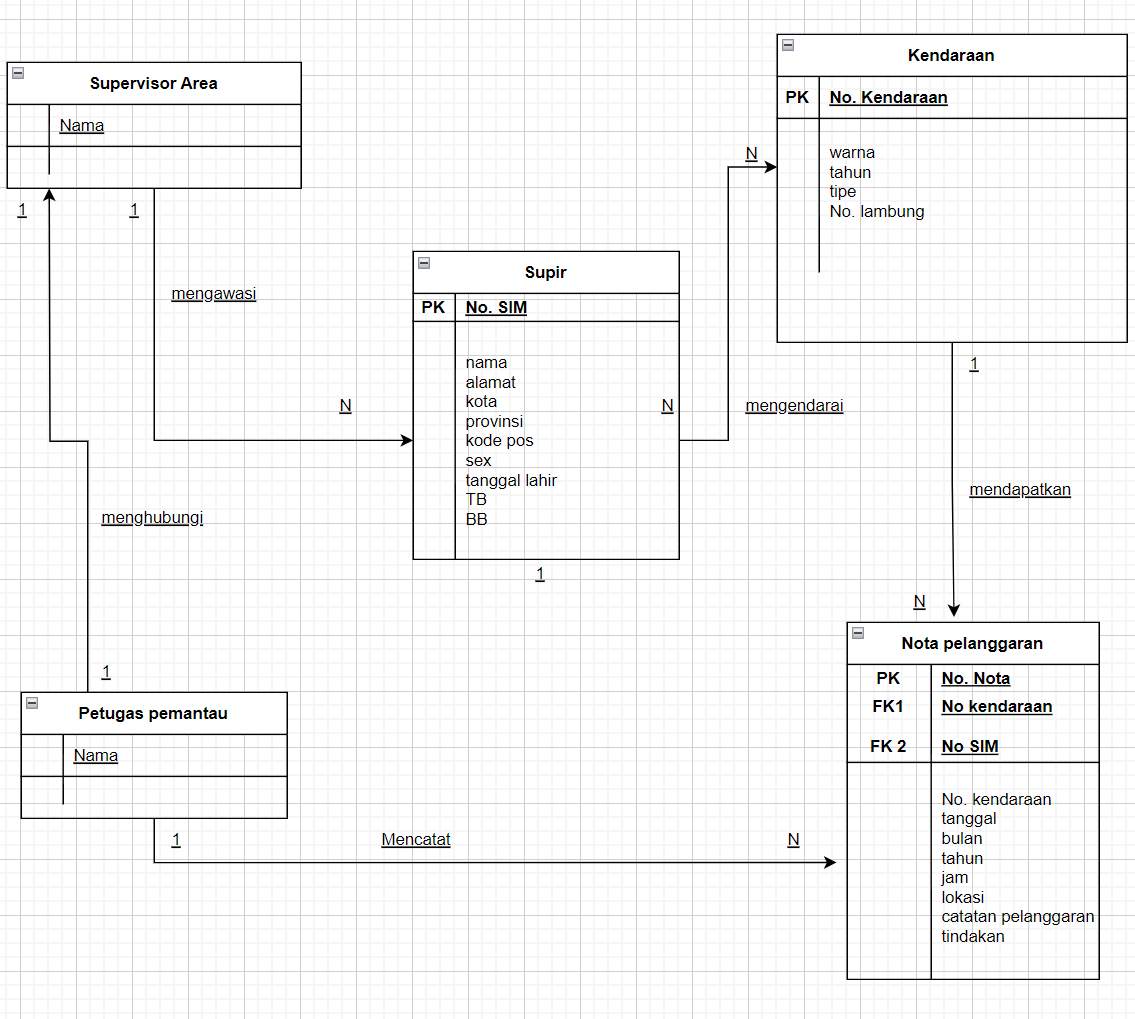 Supervisor Area
Nama
1
1
mengawasi
N
menghubungi
1
Petugas pemantau
Nama
1
Mencatat
N
Supir
PK No. SIM
nama
alamat
kota
provinsi
kode pos
sex
tanggal lahir
TB
BB
1
N
N
mengendarai
Kendaraan
PK No. Kendaraan
warna
tahun
tipe
No. lambung
1
mendapatkan
N
Nota pelanggaran
PK No. Nota
FK1 No kendaraan
FK 2 No SIM
No. kendaraan
tanggal
bulan
tahun
jam
lokasi
catatan pelanggaran
tindakan